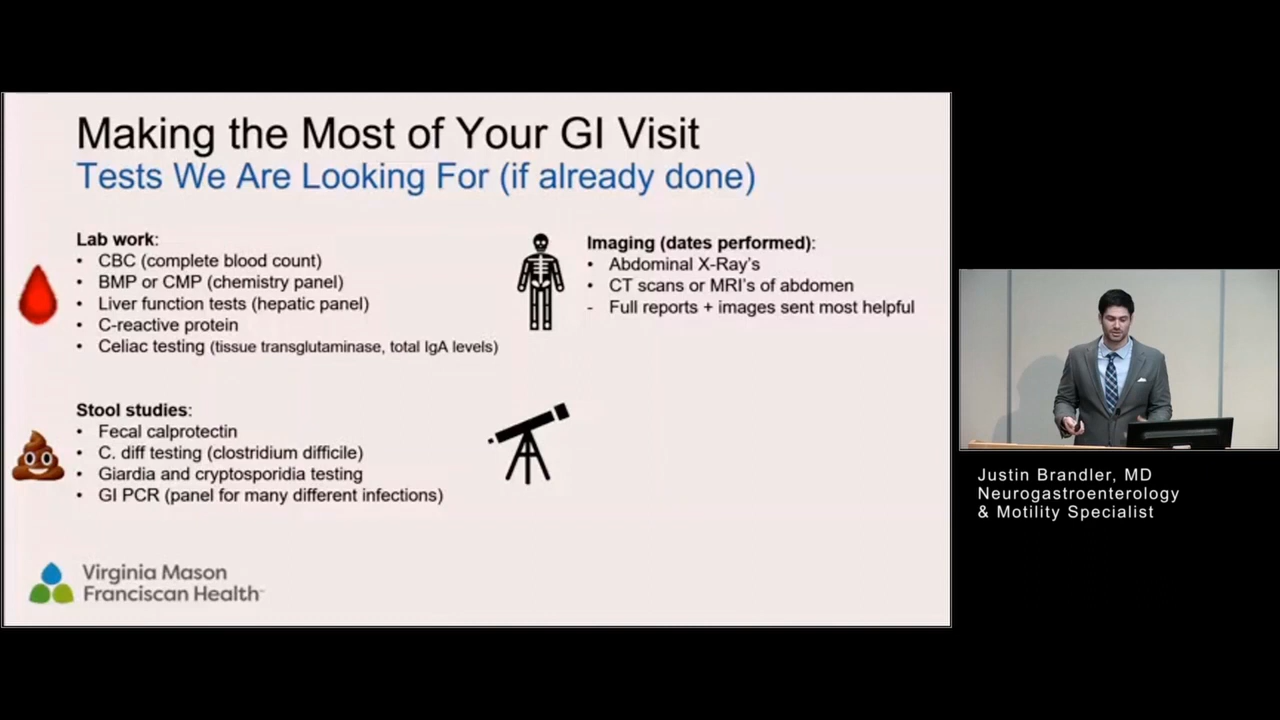 Making the Most of Your GI Visit
Tests We Are Looking For (if already done)
Lab work:
• CBC (complete blood count)
• BMP or CMP (chemistry panel)
• Liver function tests (hepatic panel)
• C-reactive protein
• Celiac testing (tissue transglutaminase, total IgA levels)
Stool studies:
• Fecal calprotectin
• C. diff testing (clostridium difficile)
• Giardia and cryptosporidia testing
• GI PCR (panel for many different infections)
Imaging (dates performed):
• Abdominal X-Ray's
• CT scans or MRI's of abdomen
- Full reports + images sent most helpful
Virginia Mason
Franciscan Health
Justin Brandler, MD
Neurogastroenterology
& Motility Specialist